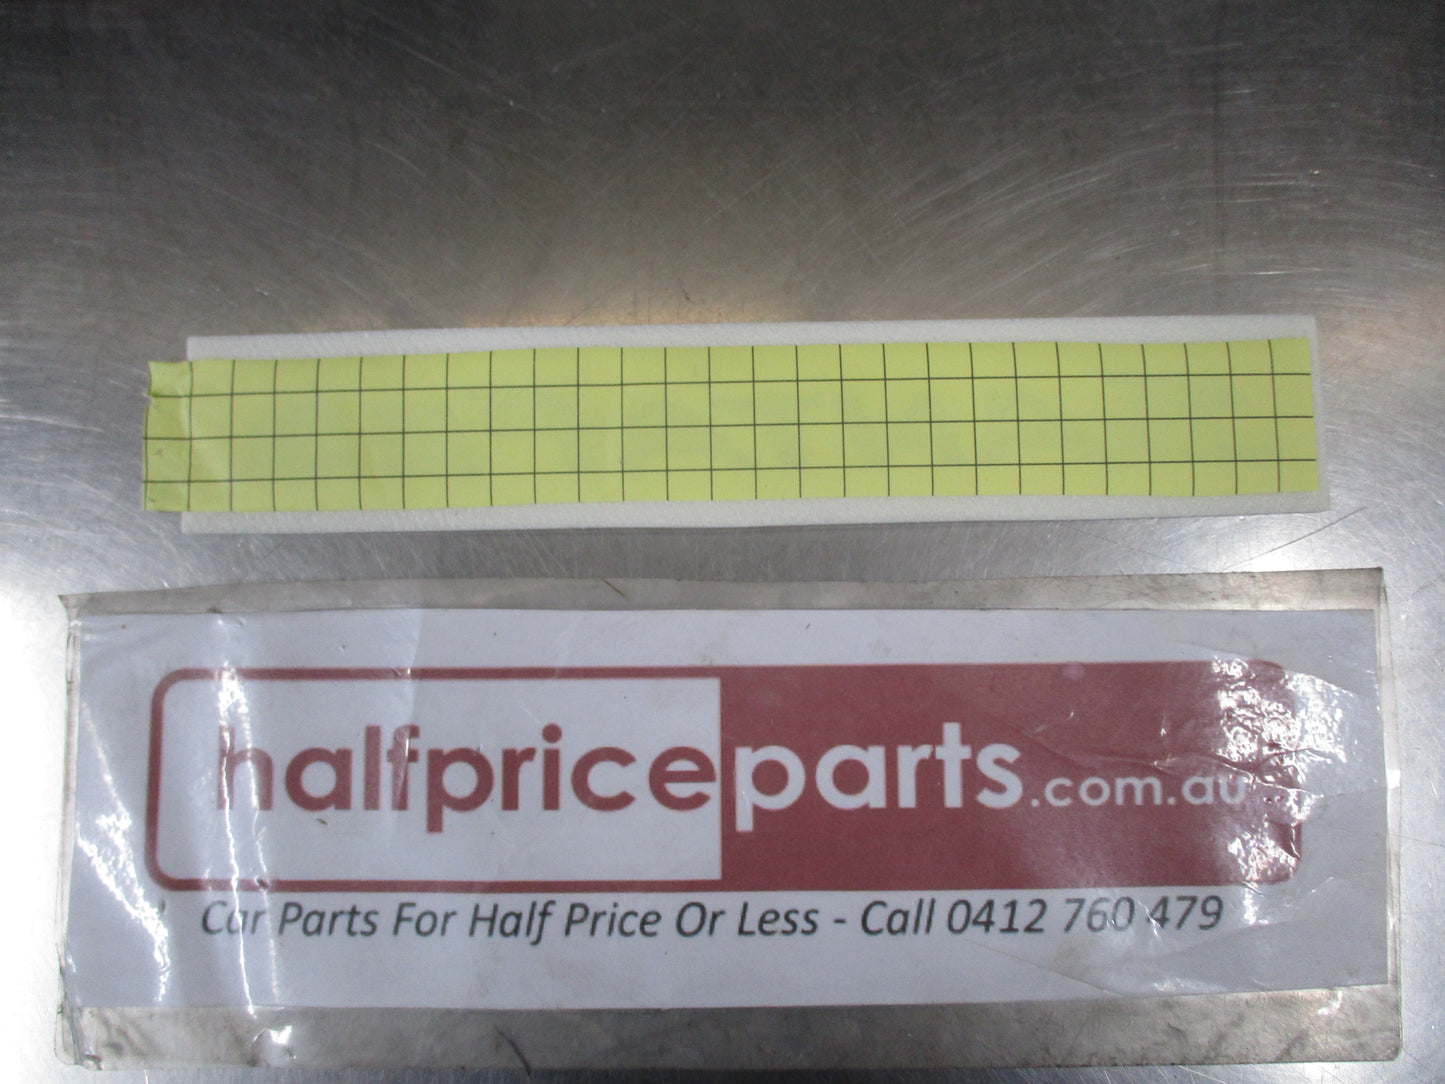 halfpriceparts.com.au
Car Parts For Half Price Or Less - Call 0412 760 479